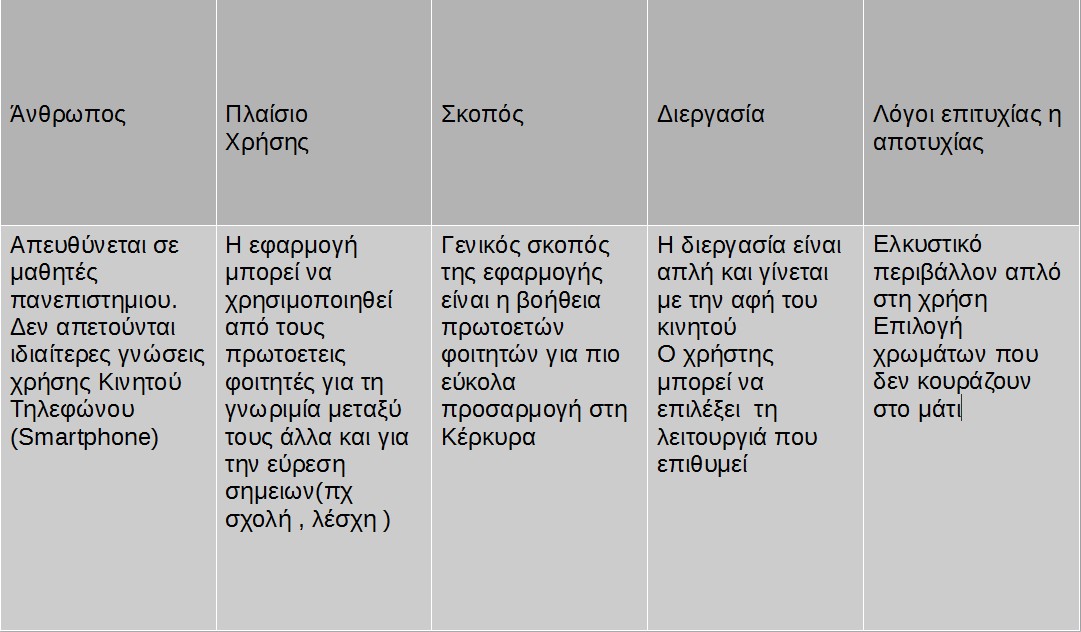 Άνθρωπος
Πλαίσιο
Χρήσης
Σκοπός
Διεργασία
Λόγοι επιτυχίας η
αποτυχίας
Απευθύνεται σε
μαθητές
πανεπιστημιου.
Δεν απετούνται
ιδιαίτερες γνώσεις
χρήσης Κινητού
Τηλεφώνου
(Smartphone)
Η εφαρμογή
μπορεί να
χρησιμοποιηθεί
από τους
πρωτοετεις
φοιτητές για τη
γνωριμία μεταξύ
τους άλλα και για
την εύρεση
σημειων(πχ
σχολή , λέσχη )
Γενικός σκοπός
της εφαρμογής
είναι η βοήθεια
πρωτοετών
φοιτητών για πιο
εύκολα
προσαρμογή στη
Κέρκυρα
Η διεργασία είναι
απλή και γίνεται
με την αφή του
κινητού
Ο χρήστης
μπορεί να
επιλέξει  τη
λειτουργιά που
επιθυμεί
Ελκυστικό
περιβάλλον απλό
στη χρήση
Επιλογή
χρωμάτων που
δεν κουράζουν
στο μάτι